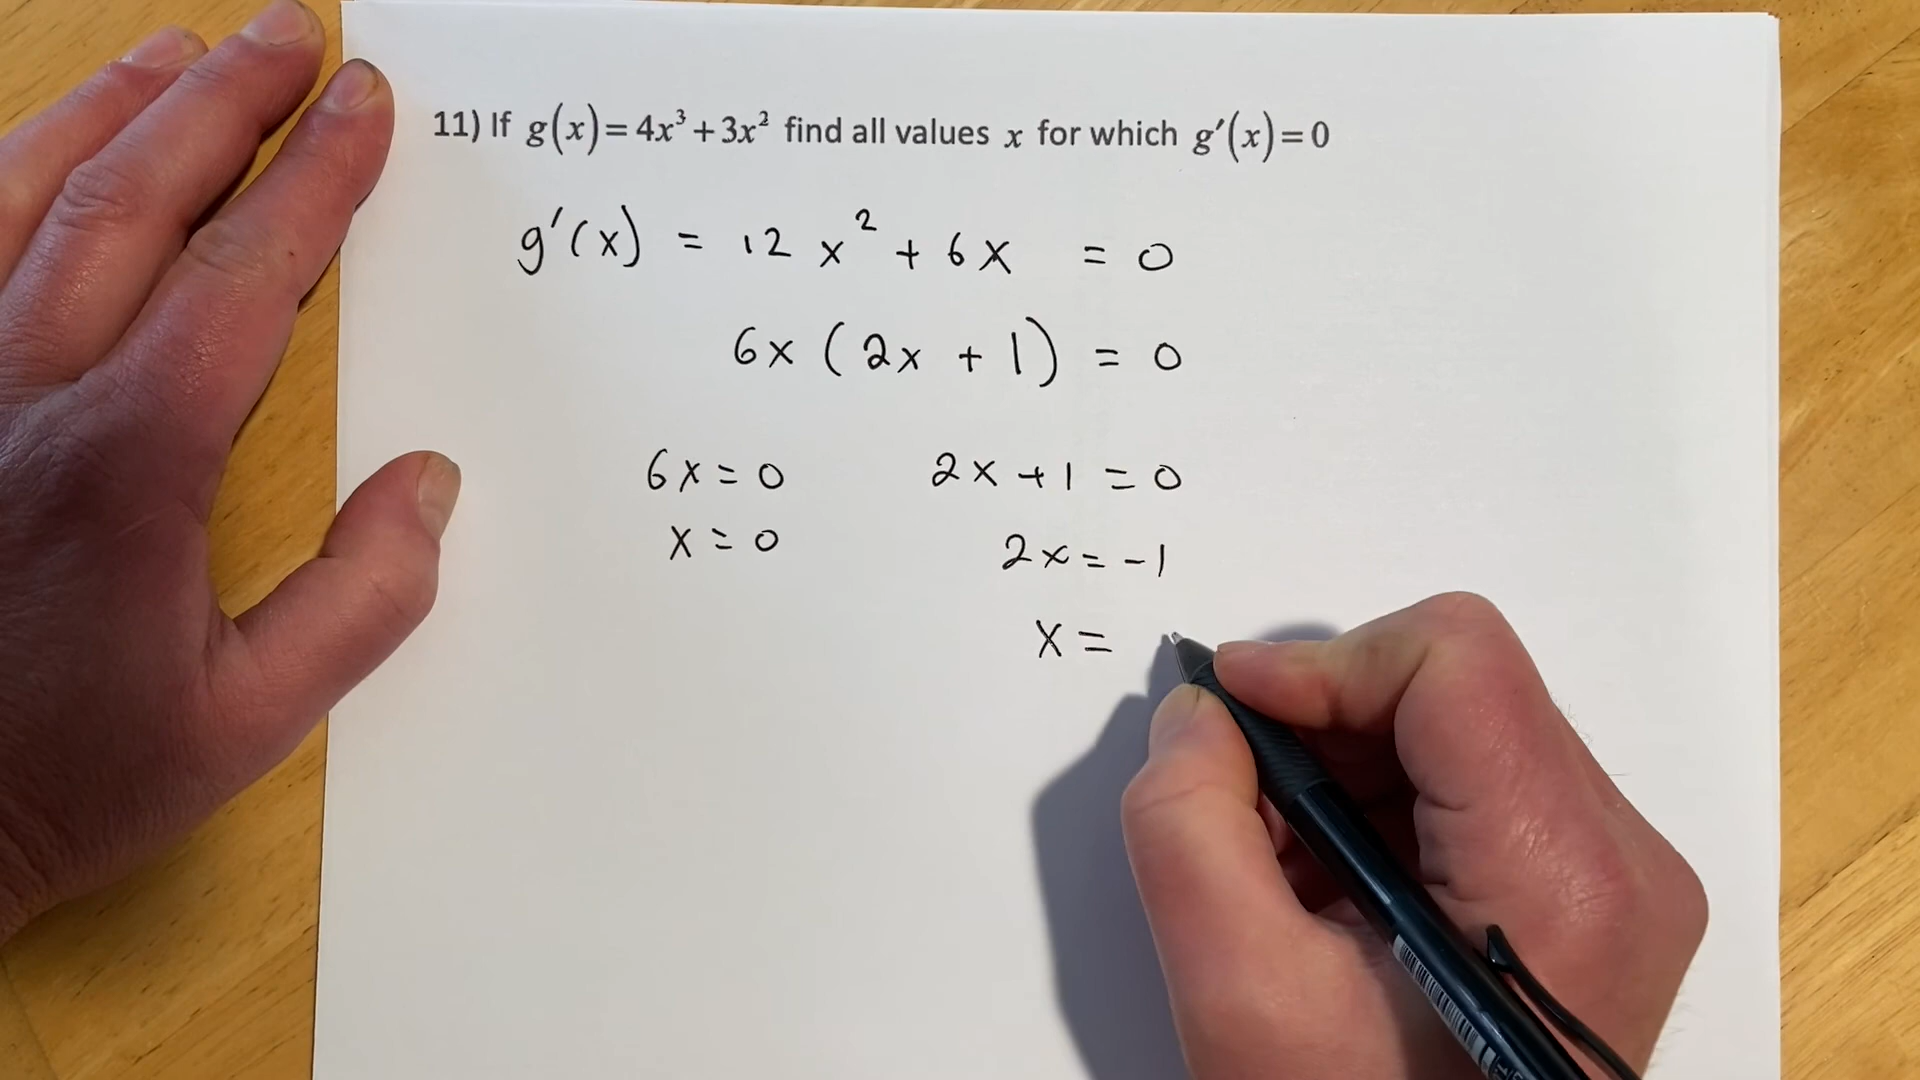 11) If g(x)=4x³+3x² find all values x for which g′(x)=0
g'(x) = 12x² + 6x = 0
6x (2x + 1) = 0
6x = 0 2x + 1 = 0
x = 0 2x = -1
x =